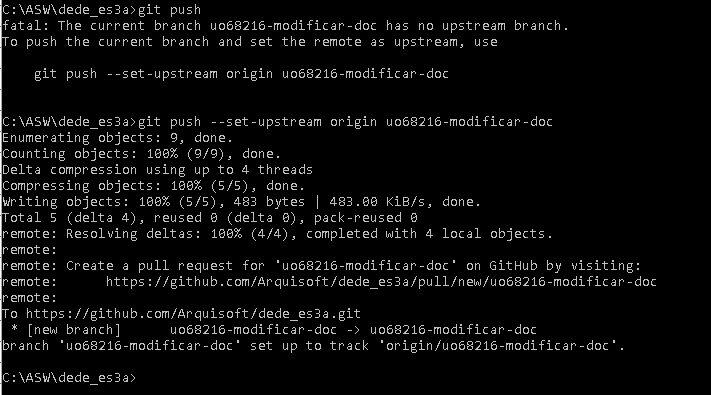 C:\ASW\dede_es3a>git push
fatal: The current branch uo68216-modificar-doc has no upstream branch.
To push the current branch and set the remote as upstream, use
git push --set-upstream origin uo68216-modificar-doc
C:\ASW\dede_es3a>git push --set-upstream origin uo68216-modificar-doc
Enumerating objects: 9, done.
Counting objects: 100% (9/9), done.
Delta compression using up to 4 threads
Compressing objects: 100% (5/5), done.
Writing objects: 100% (5/5), 483 bytes | 483.00 KiB/s, done.
Total 5 (delta 4), reused 0 (delta 0), pack-reused 0
remote: Resolving deltas: 100% (4/4), completed with 4 local objects.
remote:
remote: Create a pull request for 'uo68216-modificar-doc' on GitHub by visiting:
remote:      https://github.com/Arquisoft/dede_es3a/pull/new/uo68216-modificar-doc
remote:
To https://github.com/Arquisoft/dede_es3a.git
* [new branch]      uo68216-modificar-doc -> uo68216-modificar-doc
branch 'uo68216-modificar-doc' set up to track 'origin/uo68216-modificar-doc'.
C:\ASW\dede_es3a>